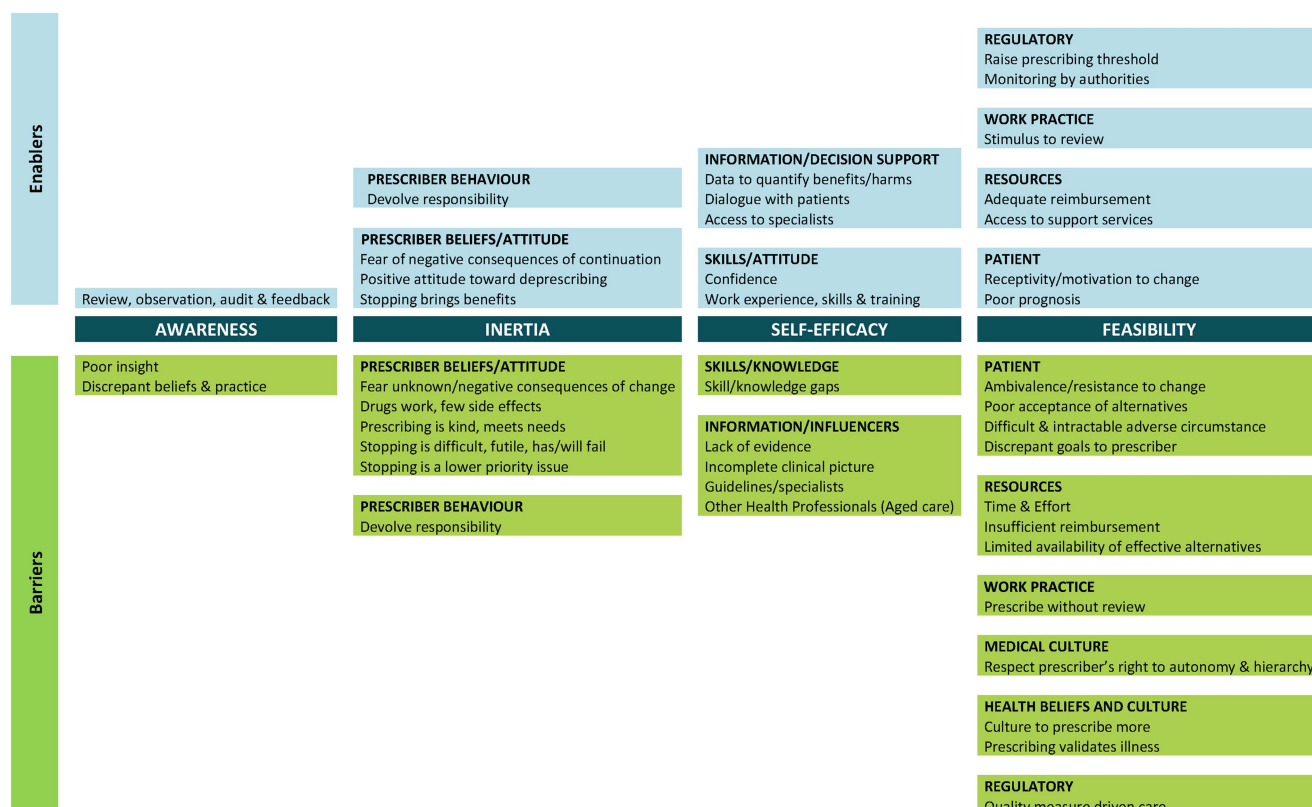 Enablers
REGULATORY
Raise prescribing threshold
Monitoring by authorities
WORK PRACTICE
Stimulus to review
INFORMATION/DECISION SUPPORT
Data to quantify benefits/harms
Dialogue with patients
Access to specialists
PRESCRIBER BEHAVIOUR
Devolve responsibility
RESOURCES
Adequate reimbursement
Access to support services
PRESCRIBER BELIEFS/ATTITUDE
Fear of negative consequences of continuation
Positive attitude toward deprescribing
Stopping brings benefits
SKILLS/ATTITUDE
Confidence
Work experience, skills & training
PATIENT
Receptivity/motivation to change
Poor prognosis
Review, observation, audit & feedback
AWARENESS
INERTIA
SELF-EFFICACY
FEASIBILITY
Barriers
Poor insight
Discrepant beliefs & practice
PRESCRIBER BELIEFS/ATTITUDE
Fear unknown/negative consequences of change
Drugs work, few side effects
Prescribing is kind, meets needs
Stopping is difficult, futile, has/will fail
Stopping is a lower priority issue
PRESCRIBER BEHAVIOUR
Devolve responsibility
SKILLS/KNOWLEDGE
Skill/knowledge gaps
INFORMATION/INFLUENCERS
Lack of evidence
Incomplete clinical picture
Guidelines/specialists
Other Health Professionals (Aged care)
PATIENT
Ambivalence/resistance to change
Poor acceptance of alternatives
Difficult & intractable adverse circumstance
Discrepant goals to prescriber
RESOURCES
Time & Effort
Insufficient reimbursement
Limited availability of effective alternatives
WORK PRACTICE
Prescribe without review
MEDICAL CULTURE
Respect prescriber's right to autonomy & hierarchy
HEALTH BELIEFS AND CULTURE
Culture to prescribe more
Prescribing validates illness
REGULATORY
Quality measure driven care